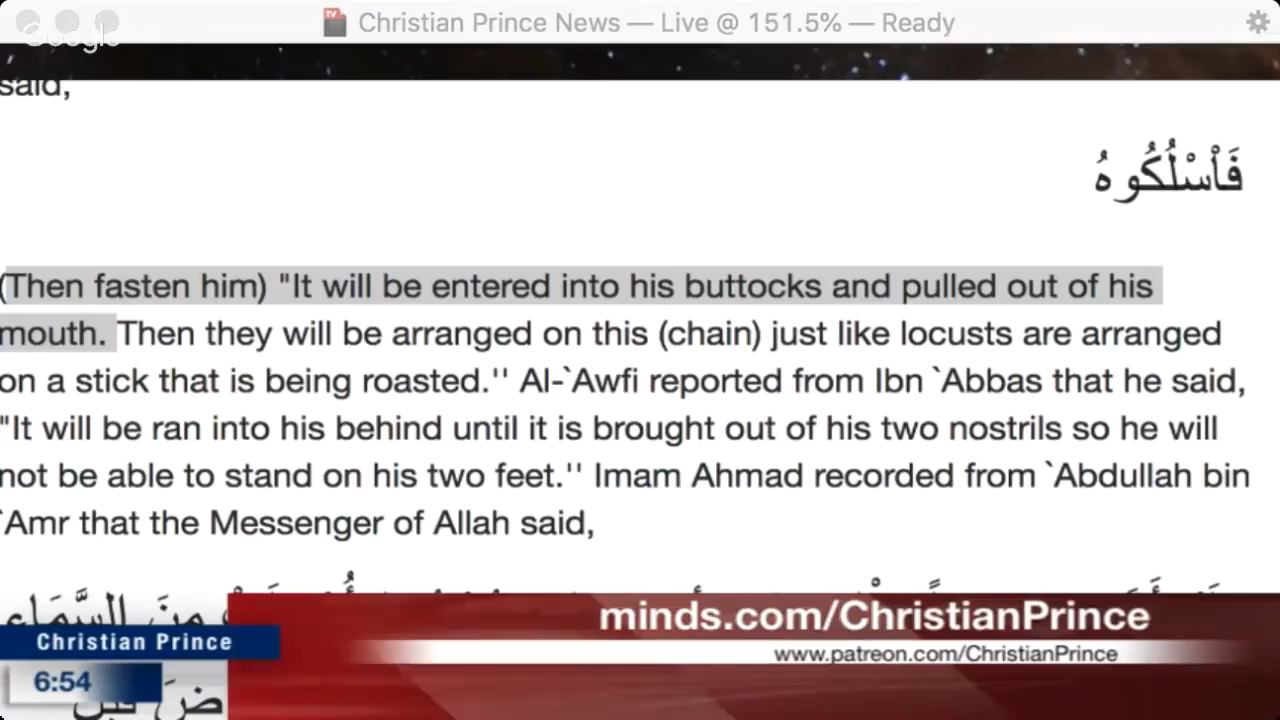 Christian Prince News — Live @ 151.5% — Ready
Google
said,
فَاْسْلُكُوهُ
(Then fasten him) "It will be entered into his buttocks and pulled out of his
mouth. Then they will be arranged on this (chain) just like locusts are arranged
on a stick that is being roasted.'' Al-`Awfi reported from Ibn `Abbas that he said,
"It will be ran into his behind until it is brought out of his two nostrils so he will
not be able to stand on his two feet.'' Imam Ahmad recorded from `Abdullah bin
`Amr that the Messenger of Allah said,
مِنَ السَّمَاءِ
minds.com/ChristianPrince
Christian Prince
www.patreon.com/ChristianPrince
6:54